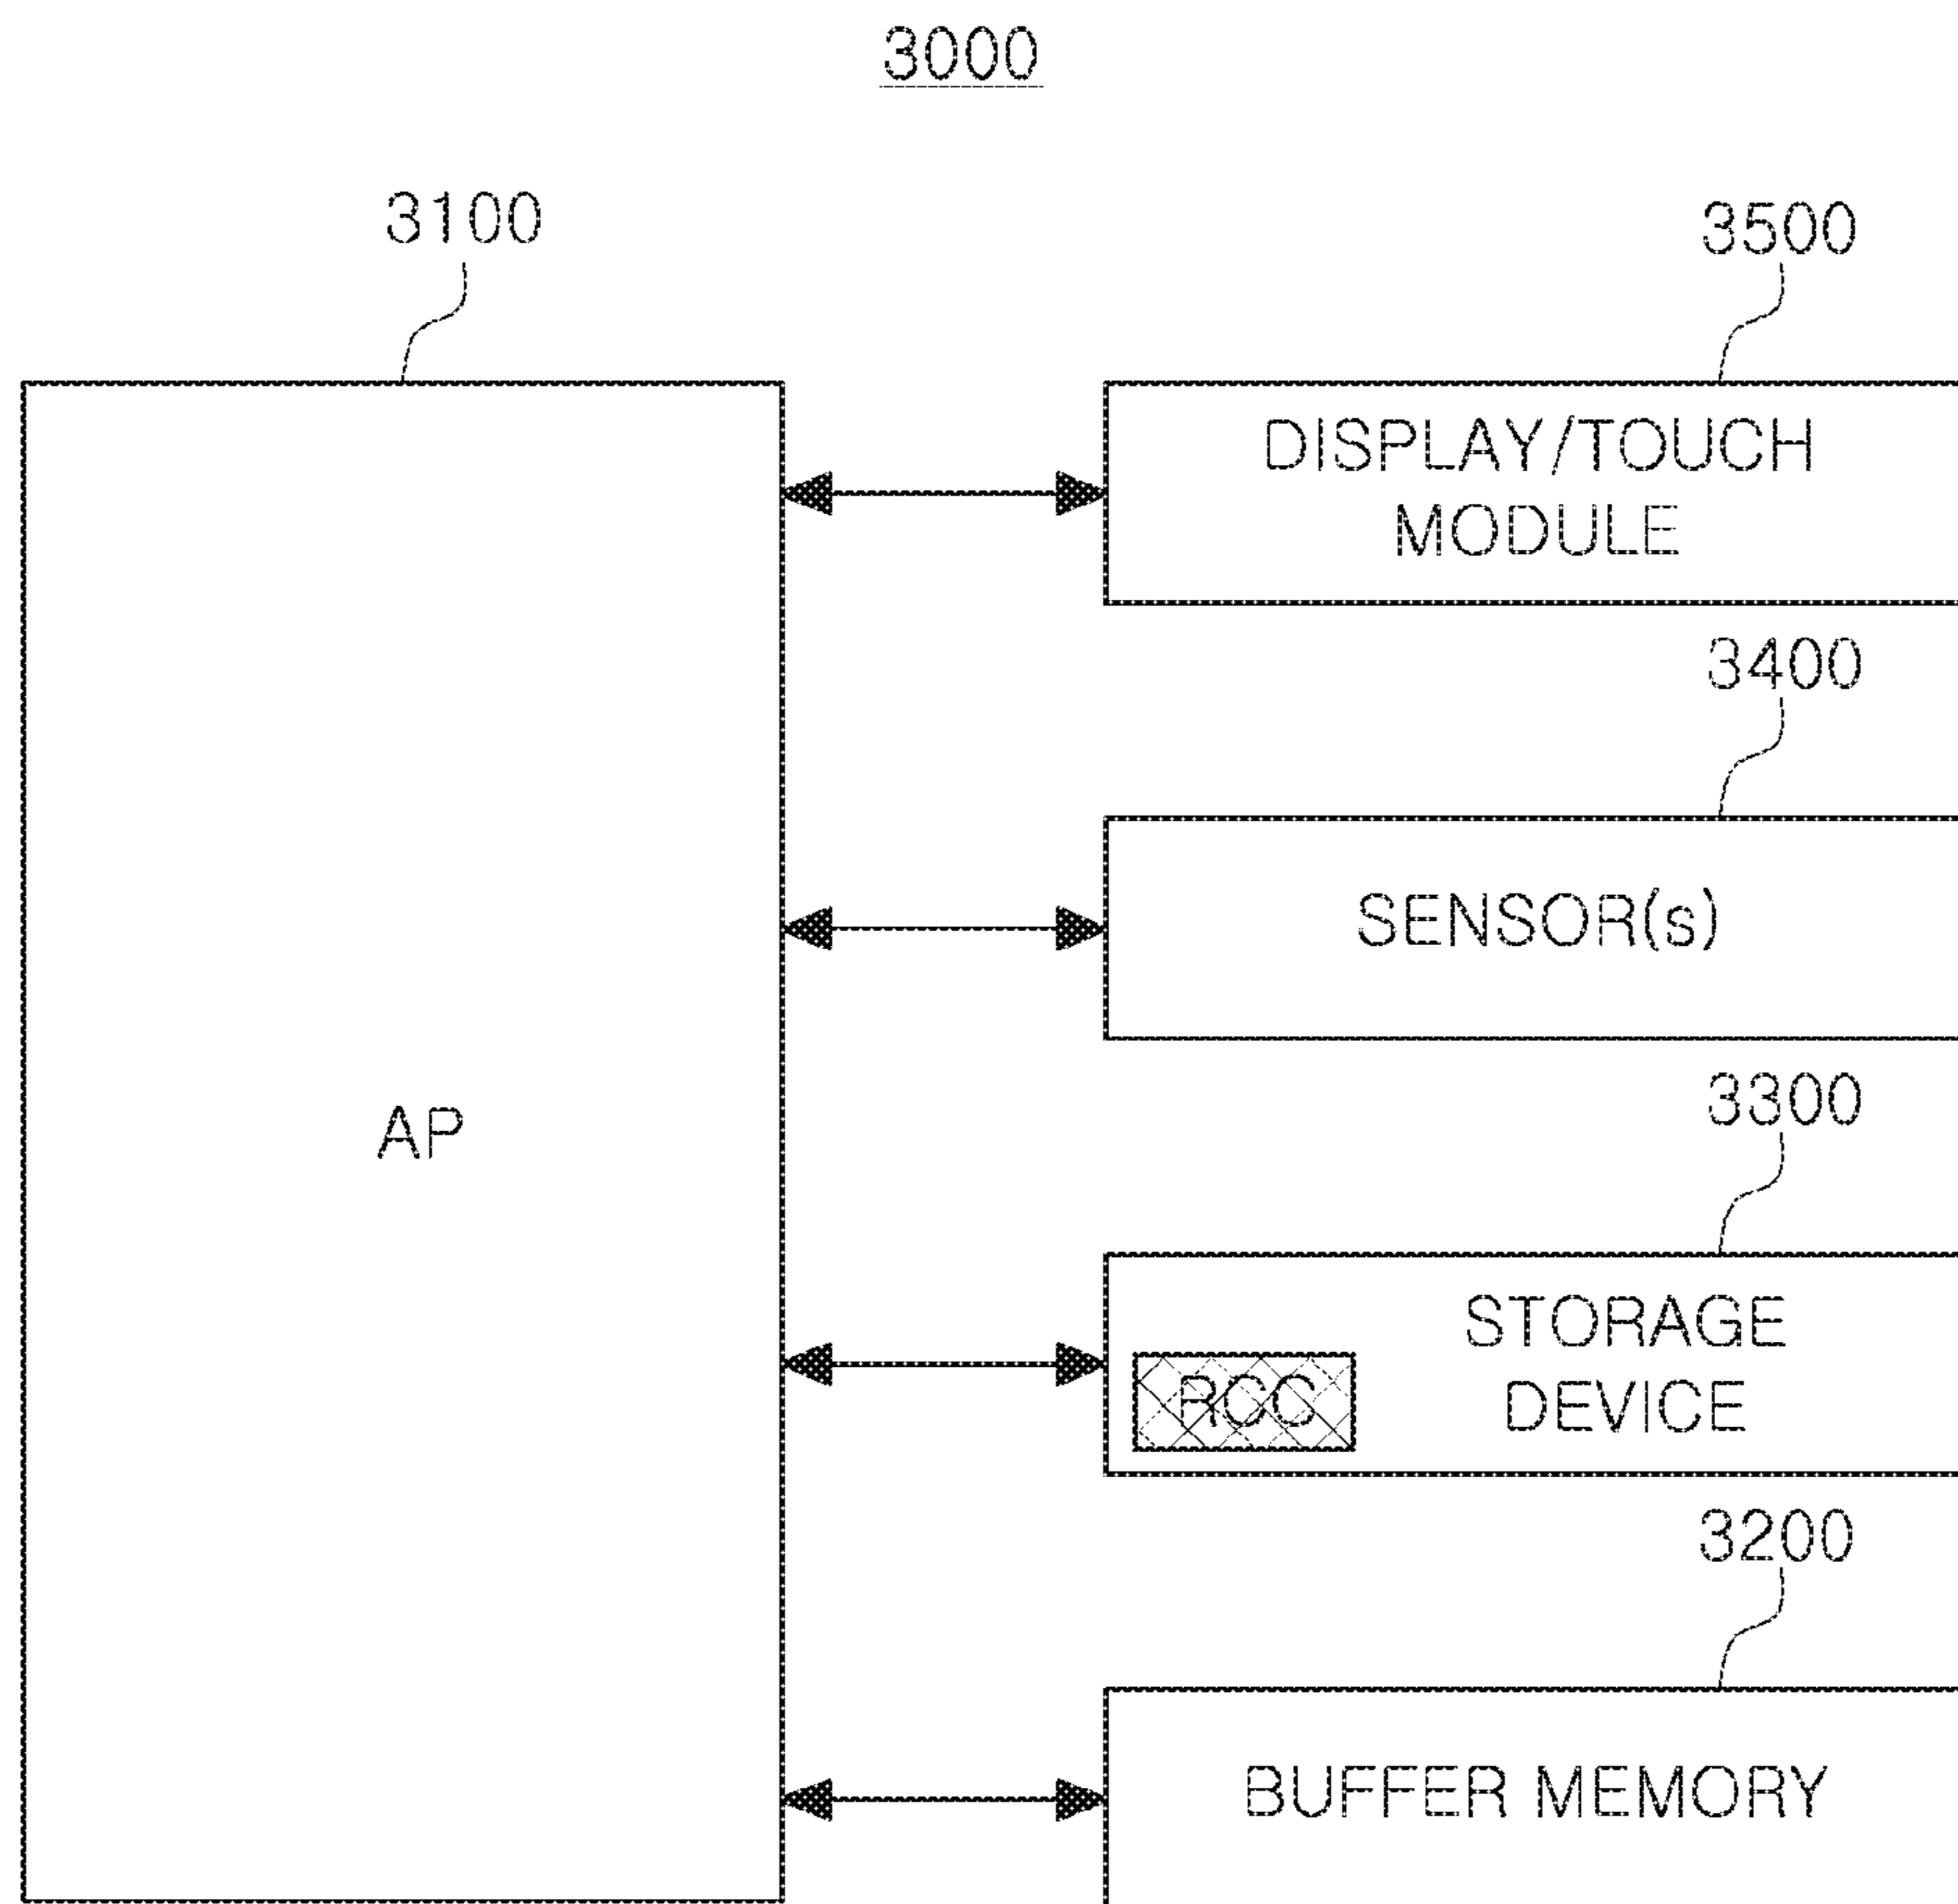 3000
3100
3500
DISPLAY/TOUCH
MODULE
3400
SENSOR(s)
AP
3300
STORAGE
DEVICE
RCC
3200
BUFFER MEMORY